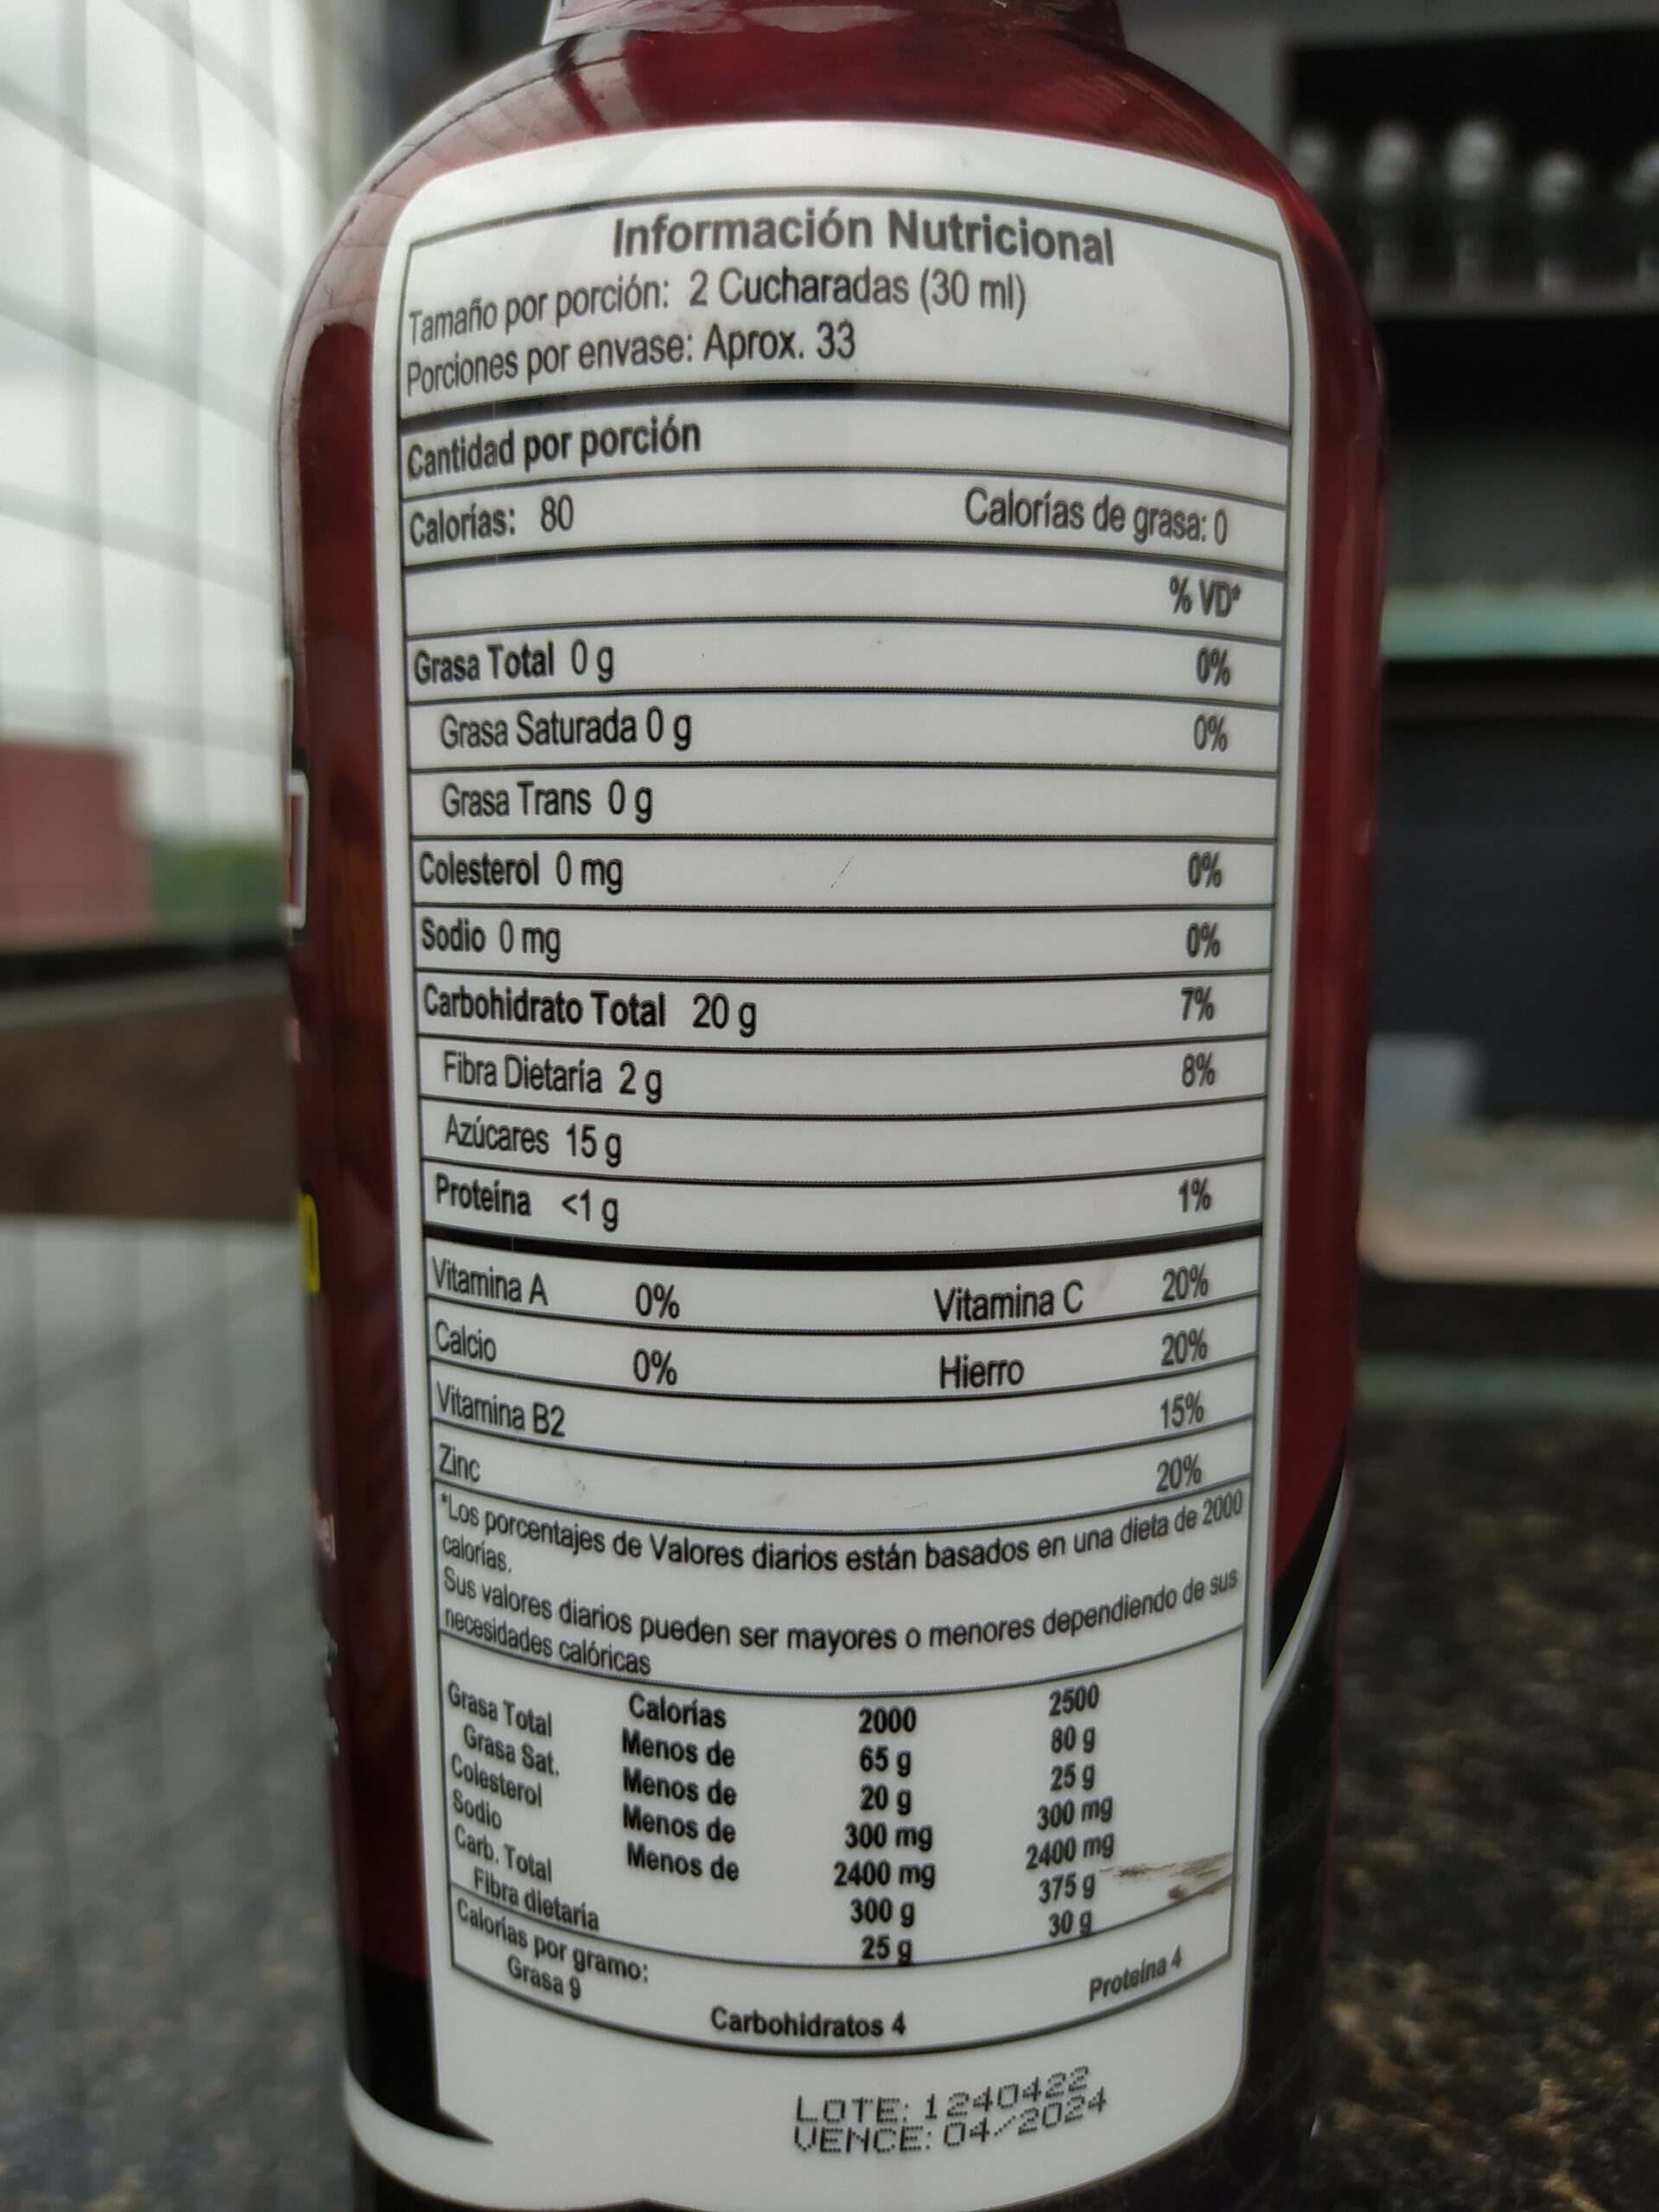 Información Nutricional
Tamaño por porción: 2 Cucharadas (30 ml)
Porciones por envase: Aprox. 33
Cantidad por porción
Calorías: 80 Calorías de grasa: 0
% VD*
Grasa Total 0 g 0%
Grasa Saturada 0 g 0%
Grasa Trans 0 g
Colesterol 0 mg 0%
Sodio 0 mg 0%
Carbohidrato Total 20 g 7%
Fibra Dietaría 2 g 8%
Azúcares 15 g
Proteína <1 g 1%
Vitamina A 0% Vitamina C 20%
Calcio 0% Hierro 20%
Vitamina B2 15%
Zinc 20%
*Los porcentajes de Valores diarios están basados en una dieta de 2000
calorías.
Sus valores diarios pueden ser mayores o menores dependiendo de sus
necesidades calóricas
Calorías 2000 2500
Grasa Total Menos de 65 g 80 g
Grasa Sat. Menos de 20 g 25 g
Colesterol Menos de 300 mg 300 mg
Sodio Menos de 2400 mg 2400 mg
Carb. Total 300 g 375 g
Fibra dietaría 25 g 30 g
Calorías por gramo:
Grasa 9 Carbohidratos 4 Proteína 4
LOTE: 1240422
VENCE: 04/2024